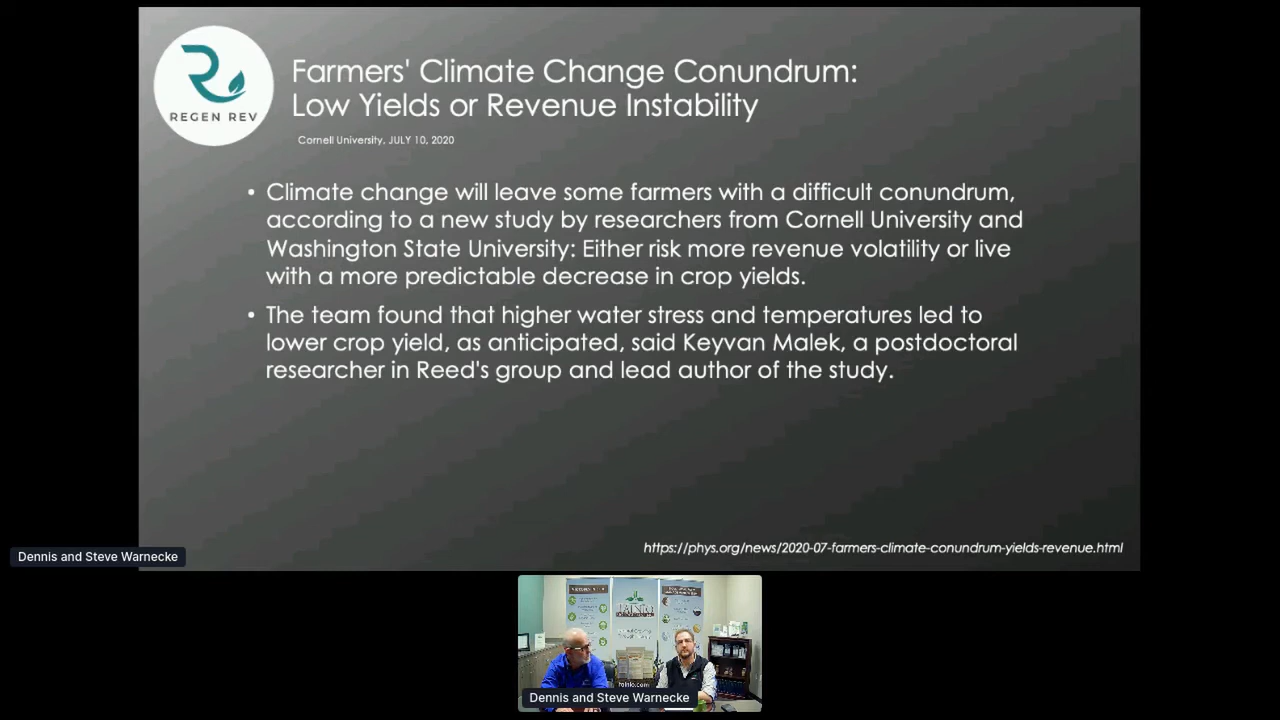 REGEN REV
Farmers' Climate Change Conundrum:
Low Yields or Revenue Instability
Cornell University, JULY 10, 2020
• Climate change will leave some farmers with a difficult conundrum,
according to a new study by researchers from Cornell University and
Washington State University: Either risk more revenue volatility or live
with a more predictable decrease in crop yields.
• The team found that higher water stress and temperatures led to
lower crop yield, as anticipated, said Keyvan Malek, a postdoctoral
researcher in Reed's group and lead author of the study.
https://phys.org/news/2020-07-farmers-climate-conundrum-yields-revenue.html
Dennis and Steve Warnecke
TAINIO
tainio.com
Dennis and Steve Warnecke